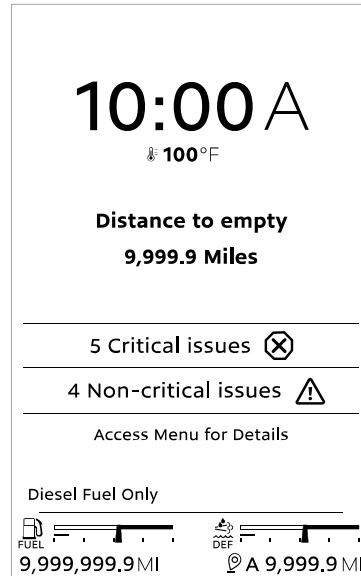 10:00 A
100°F
Distance to empty
9,999.9 Miles
5 Critical issues
4 Non-critical issues
Access Menu for Details
Diesel Fuel Only
FUEL DEF
9,999,999.9 MI A 9,999.9 MI